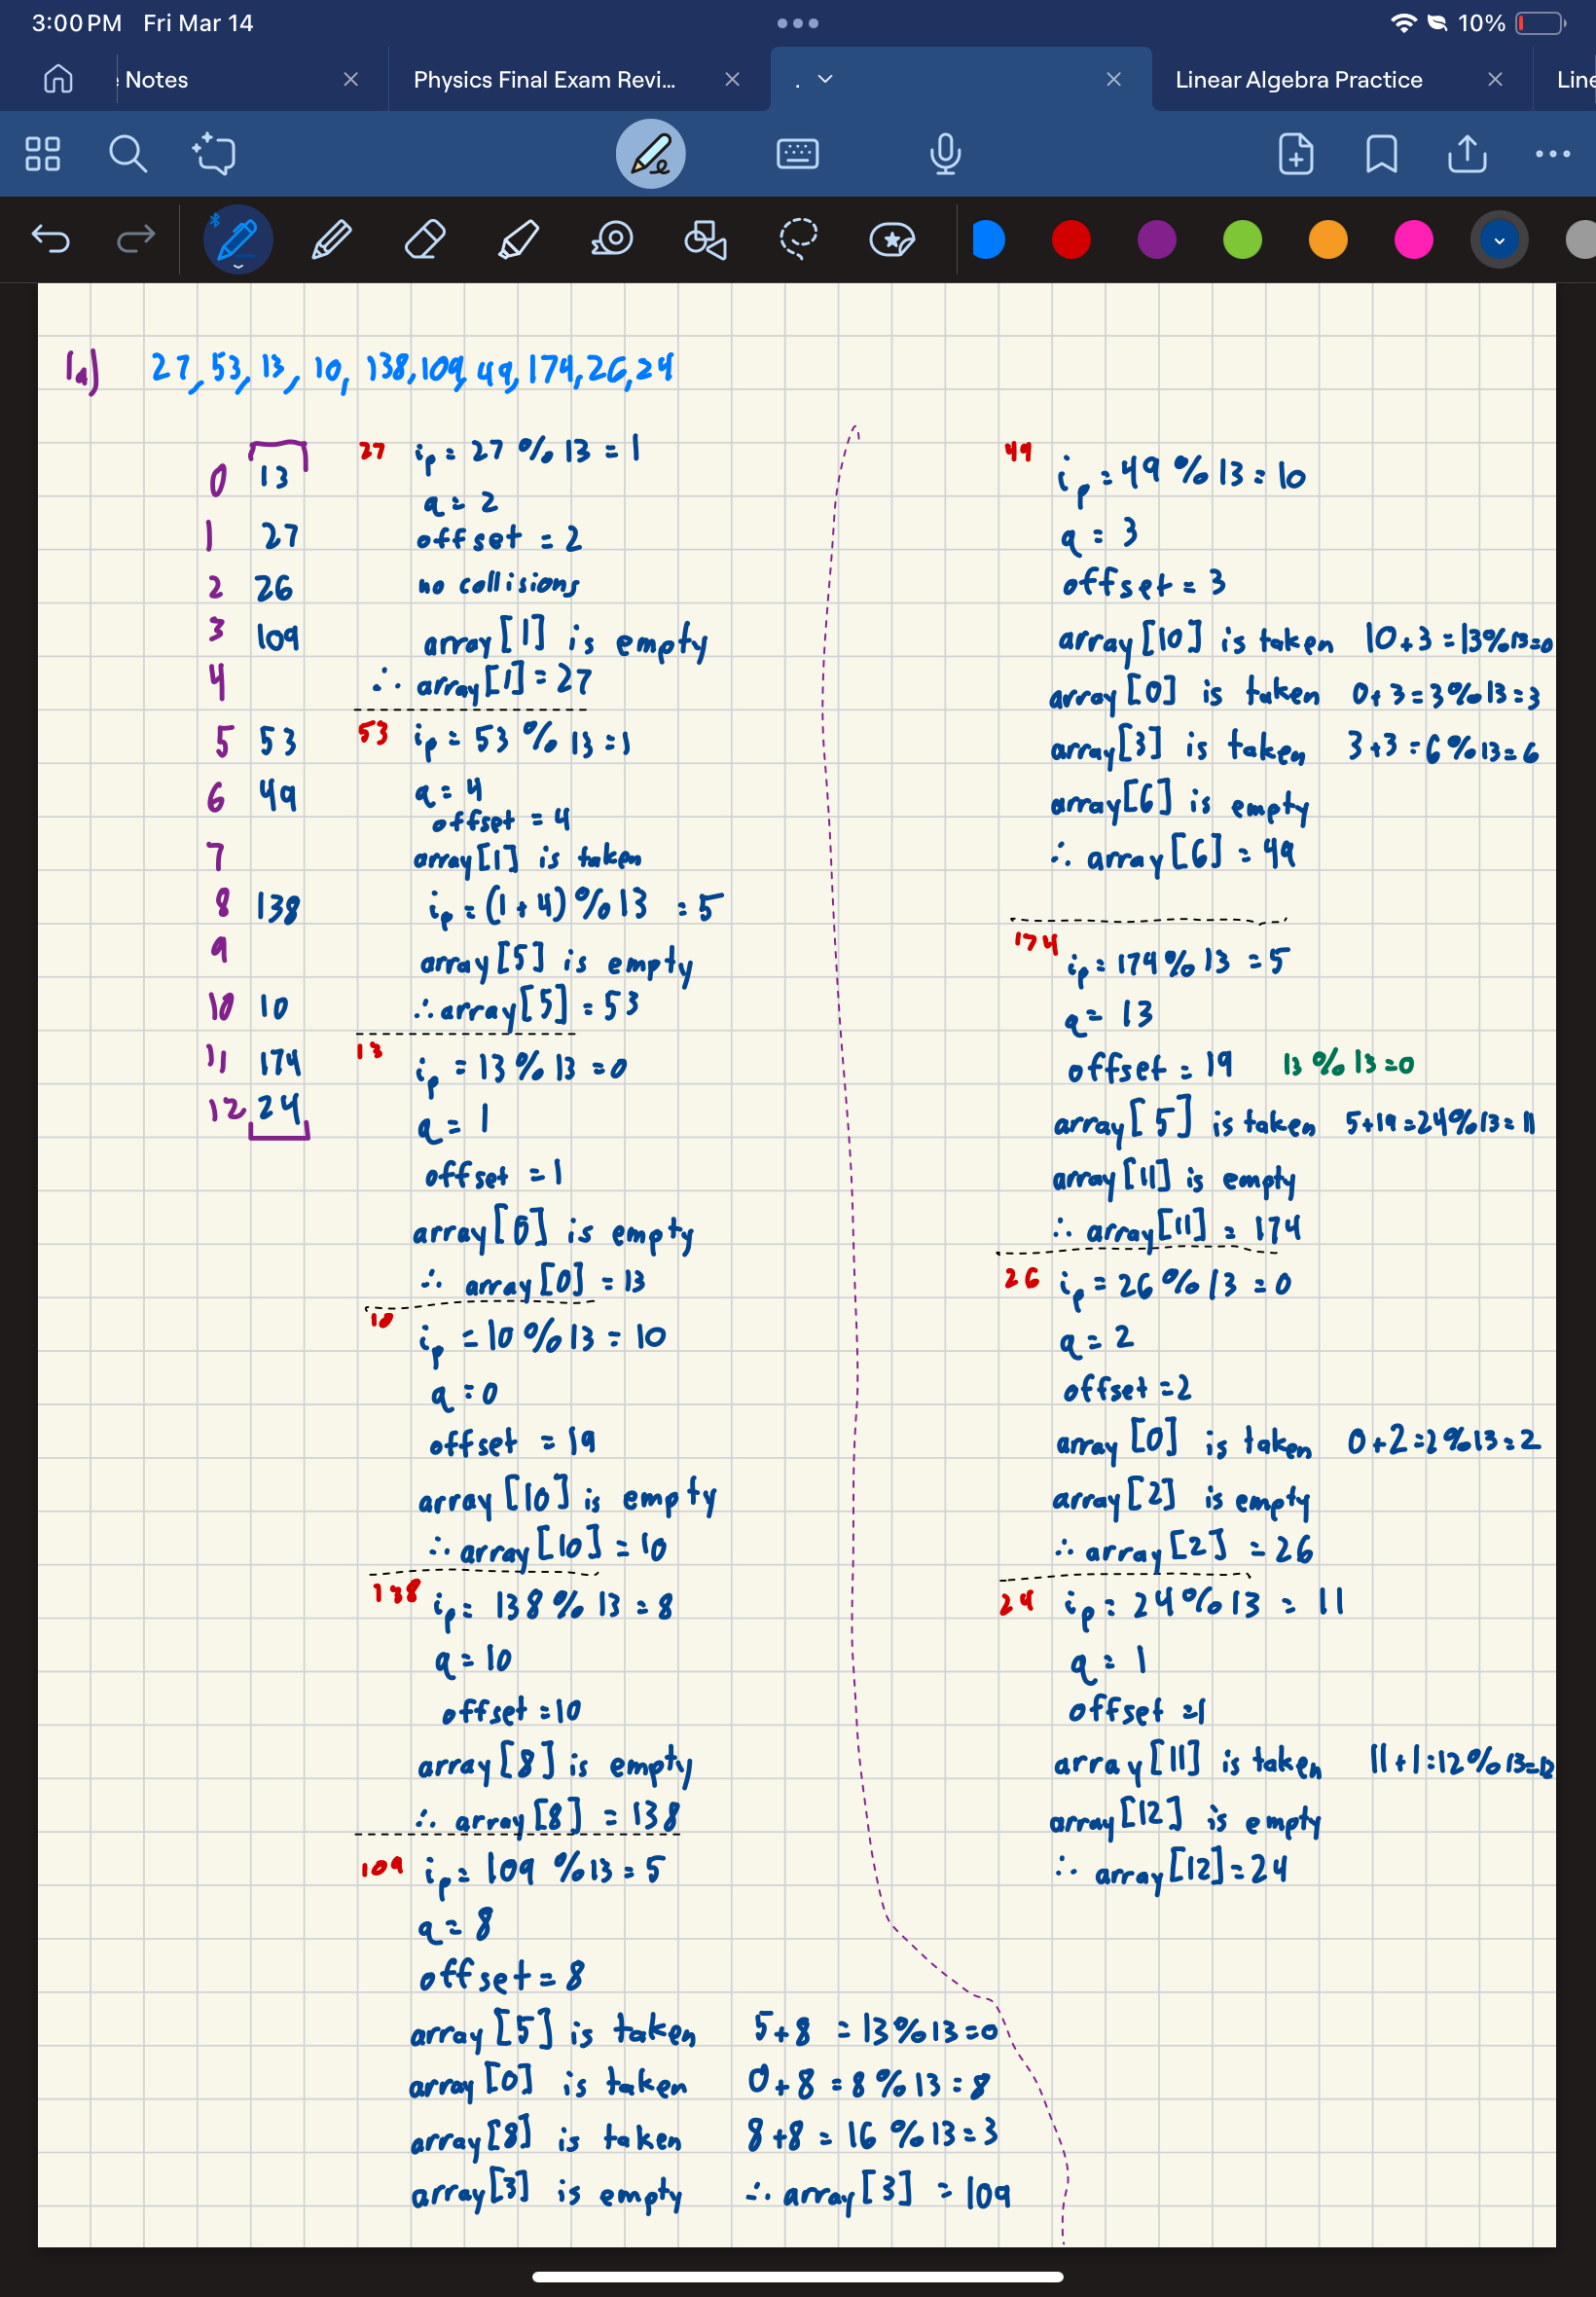 3:00 PM Fri Mar 14
10%
Notes
Physics Final Exam Revi...
.
Linear Algebra Practice
Line
1a) 27, 53, 13, 10, 138, 109, 49, 174, 26, 24
0 13
1 27
2 26
3 109
4
5 53
6 49
7
8 138
9
10 10
11 174
12 24
27 ip = 27 % 13 = 1
q = 2
offset = 2
no collisions
array[1] is empty
∴ array[1] = 27
53 ip = 53 % 13 = 1
q = 4
offset = 4
array[1] is taken
ip = (1 + 4) % 13 = 5
array[5] is empty
∴ array[5] = 53
13 ip = 13 % 13 = 0
q = 1
offset = 1
array[0] is empty
∴ array[0] = 13
10 ip = 10 % 13 = 10
q = 0
offset = 19
array[10] is empty
∴ array[10] = 10
138 ip = 138 % 13 = 8
q = 10
offset = 10
array[8] is empty
∴ array[8] = 138
109 ip = 109 % 13 = 5
q = 8
offset = 8
array[5] is taken 5+8 = 13%13=0
array[0] is taken 0+8 = 8%13=8
array[8] is taken 8+8 = 16 %13=3
array[3] is empty ∴ array[3] = 109
49 ip = 49 % 13 = 10
q = 3
offset = 3
array[10] is taken 10+3 = 13%13=0
array[0] is taken 0+3 = 3%13=3
array[3] is taken 3+3 = 6%13=6
array[6] is empty
∴ array[6] = 49
174 ip = 174% 13 = 5
q = 13
offset = 19 13 % 13 = 0
array[5] is taken 5+19=24%13=11
array[11] is empty
∴ array[11] = 174
26 ip = 26 % 13 = 0
q = 2
offset = 2
array[0] is taken 0+2=2%13=2
array[2] is empty
∴ array[2] = 26
24 ip = 24%13 = 11
q = 1
offset = 1
array[11] is taken 11+1=12%13=12
array[12] is empty
∴ array[12] = 24